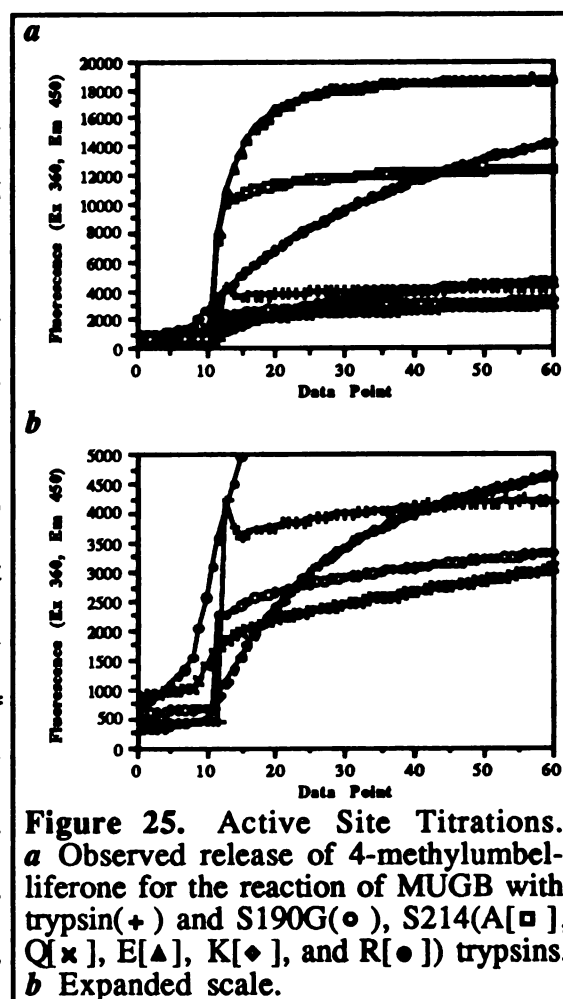 a
20000
18000
16000
14000
12000
10000
8000
6000
4000
2000
0
Fluorescence (Ex 360, Em 450)
0 10 20 30 40 50 60
Data Point
b
5000
4500
4000
3500
3000
2500
2000
1500
1000
500
0
Fluorescence (Ex 360, Em 450)
0 10 20 30 40 50 60
Data Point
Figure 25. Active Site Titrations.
a Observed release of 4-methylumbel-
liferone for the reaction of MUGB with
trypsin(+) and S190G(o), S214(A[□],
Q[×], E[▲], K[◆], and R[●]) trypsins.
b Expanded scale.